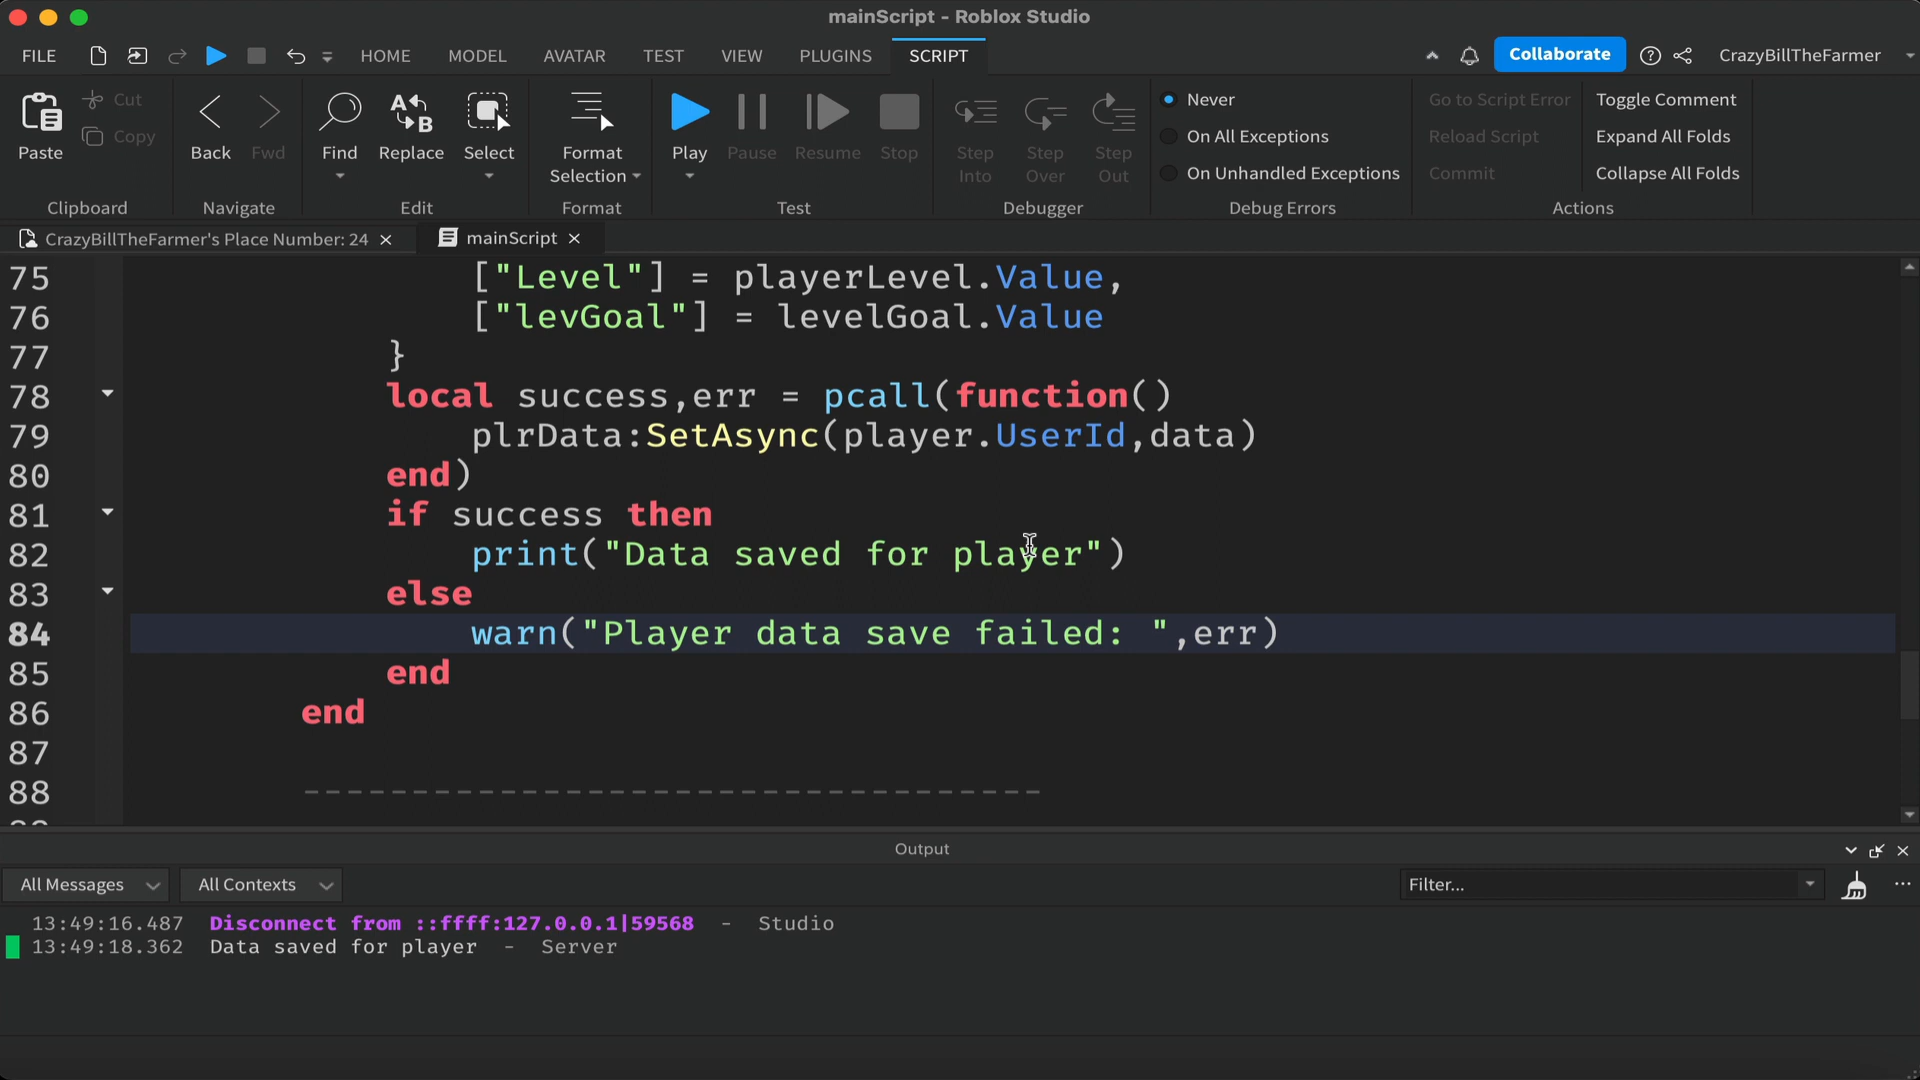 mainScript - Roblox Studio
FILE HOME MODEL AVATAR TEST VIEW PLUGINS SCRIPT Collaborate CrazyBillTheFarmer
Paste Cut Copy
Clipboard
Back Fwd
Navigate
Find Replace Select
Edit
Format Selection
Format
Play Pause Resume Stop
Test
Step Into Step Over Step Out
Debugger
Never
On All Exceptions
On Unhandled Exceptions
Debug Errors
Go to Script Error
Reload Script
Commit
Toggle Comment
Expand All Folds
Collapse All Folds
Actions
CrazyBillTheFarmer's Place Number: 24 × mainScript ×
75 ["Level"] = playerLevel.Value,
76 ["levGoal"] = levelGoal.Value
77 }
78 local success,err = pcall(function()
79 plrData:SetAsync(player.UserId,data)
80 end)
81 if success then
82 print("Data saved for player")
83 else
84 warn("Player data save failed: ",err)
85 end
86 end
87
88 ----------------------------------
Output
All Messages All Contexts Filter...
13:49:16.487 Disconnect from ::ffff:127.0.0.1|59568 - Studio
13:49:18.362 Data saved for player - Server